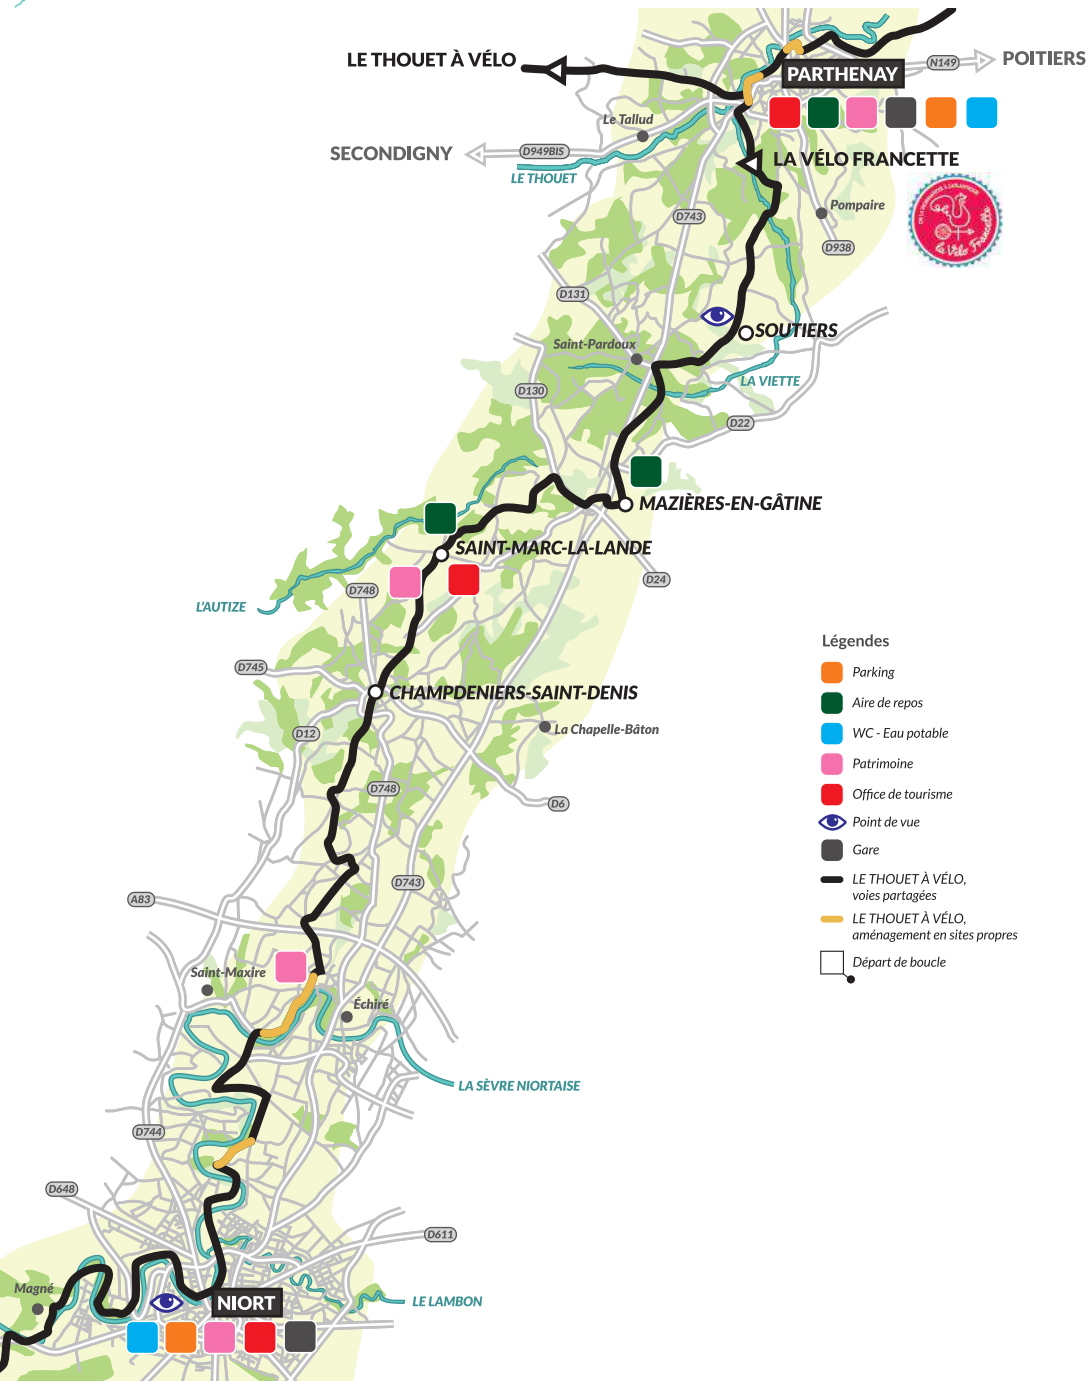 LE THOUET À VÉLO
PARTHENAY
N149
POITIERS
Le Tallud
SECONDIGNY
D949BIS
LE THOUET
LA VÉLO FRANCETTE
Pompaire
D743
D938
la Vélo Francette
D131
SOUTIERS
Saint-Pardoux
LA VIETTE
D130
D22
MAZIÈRES-EN-GÂTINE
SAINT-MARC-LA-LANDE
D24
D748
L'AUTIZE
D745
CHAMPDENIERS-SAINT-DENIS
La Chapelle-Bâton
D12
D748
D6
D743
A83
Saint-Maxire
Échiré
LA SÈVRE NIORTAISE
D744
D648
D611
Magné
NIORT
LE LAMBON
Légendes
Parking
Aire de repos
WC - Eau potable
Patrimoine
Office de tourisme
Point de vue
Gare
LE THOUET À VÉLO,
voies partagées
LE THOUET À VÉLO,
aménagement en sites propres
Départ de boucle